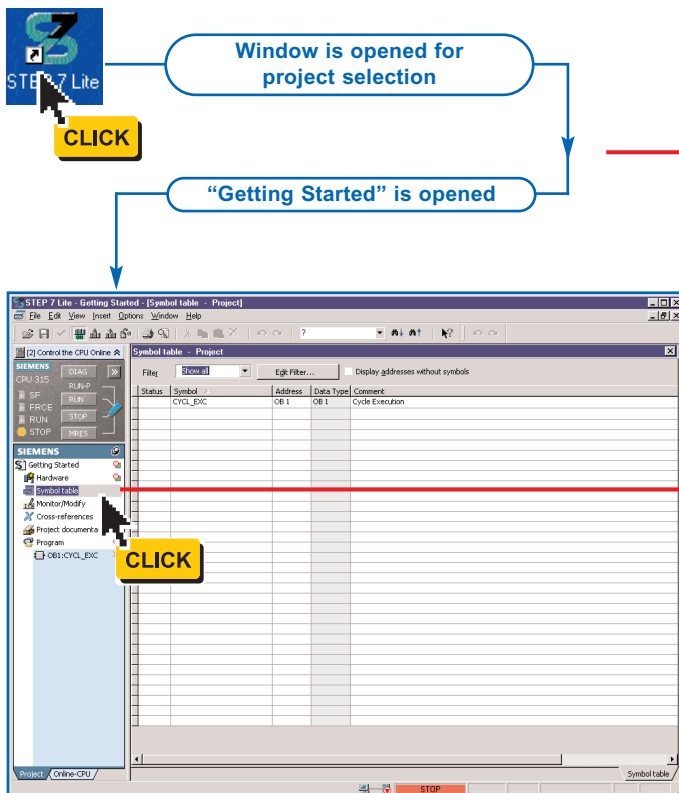 STEP 7 Lite
CLICK
Window is opened for
project selection
“Getting Started” is opened
STEP 7 Lite - Getting Started - [Symbol table - Project]
File Edit View Insert Options Window Help
?
[2] Control the CPU Online
SIEMENS
CPU 315
DIAG
RUN-P
SF
RUN
FRCE
RUN
STOP
STOP
MRES
Symbol table - Project
Filter
Show all
Edit Filter...
Display addresses without symbols
Status Symbol Address Data Type Comment
CYCL_EXC OB 1 OB 1 Cycle Execution
SIEMENS
Getting Started
Hardware
Symbol table
Monitor/Modify
Cross-references
Project documenta
Program
OB1:CYCL_EXC
CLICK
Project Online-CPU
Symbol table
STOP